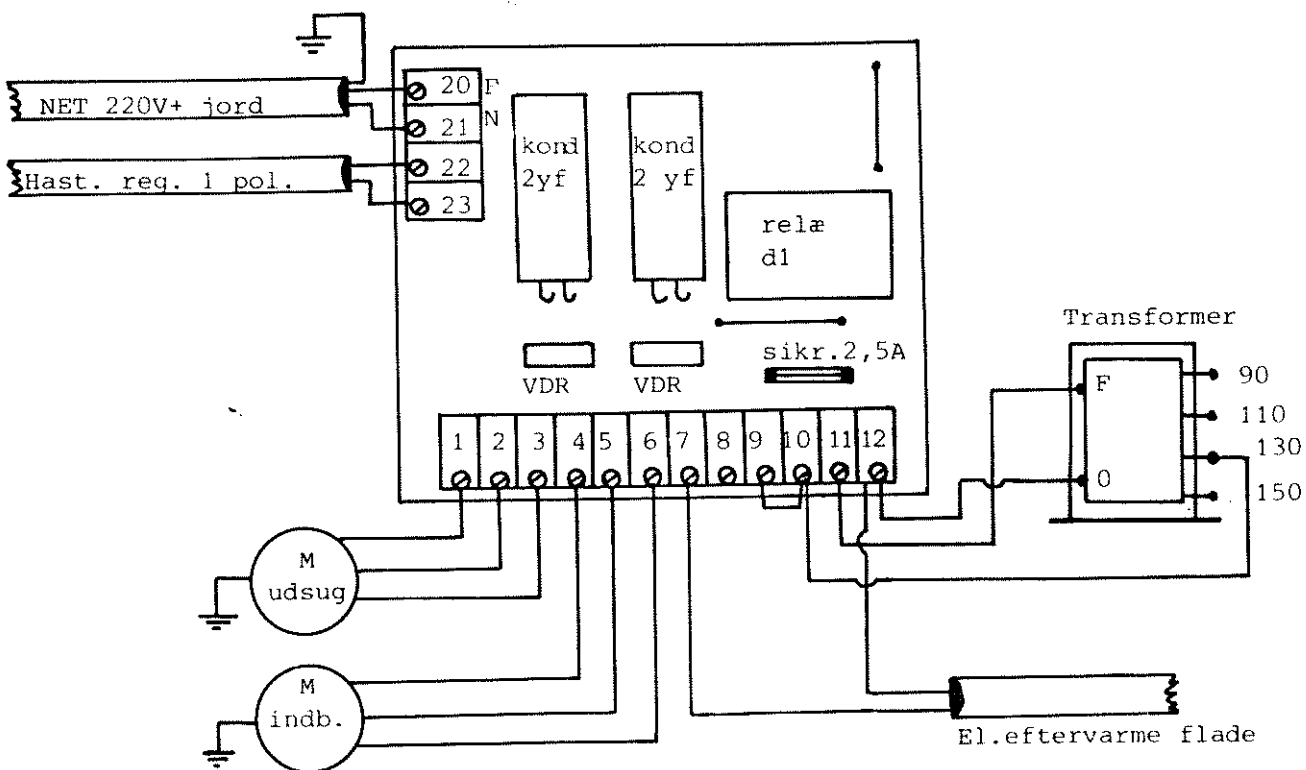 NET 220V+ jord
Hast. reg. 1 pol.
20 F
21 N
22
23
kond
2yf
kond
2 yf
relæ
d1
VDR
VDR
sikr.2,5A
1 2 3 4 5 6 7 8 9 10 11 12
Transformer
F
0
90
110
130
150
M
udsug
M
indb.
El.eftervarme flade